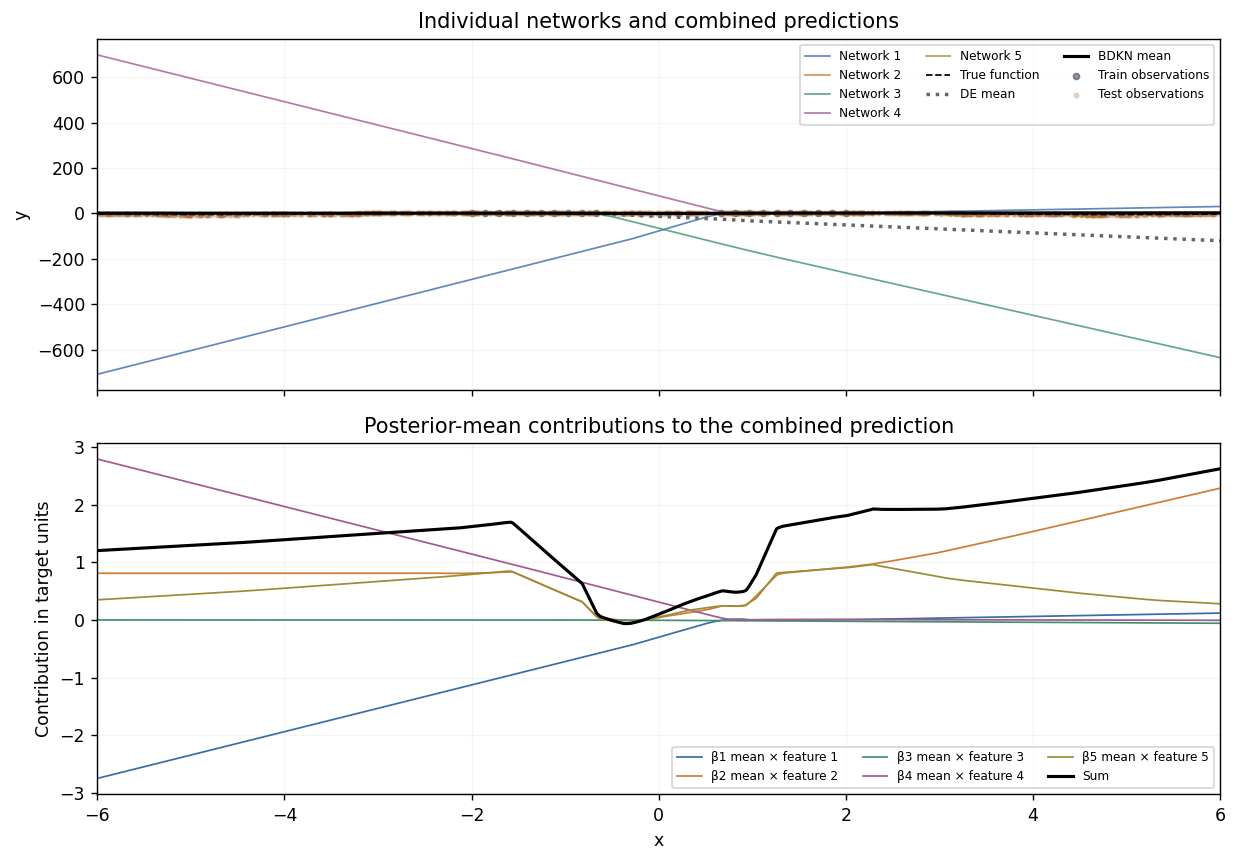 Individual networks and combined predictions
600
400
200
0
−200
−400
−600
y
Network 1
Network 2
Network 3
Network 4
Network 5
True function
DE mean
BDKN mean
Train observations
Test observations
Posterior-mean contributions to the combined prediction
3
2
1
0
−1
−2
−3
Contribution in target units
β1 mean × feature 1
β2 mean × feature 2
β3 mean × feature 3
β4 mean × feature 4
β5 mean × feature 5
Sum
−6
−4
−2
0
2
4
6
x